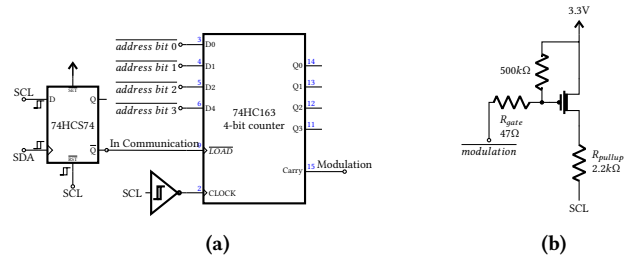 3.3V
address bit 0
3
D0
address bit 1
4
D1
Q0
14
500kΩ
SCL
D
SET
Q
address bit 2
5
D2
Q1
13
address bit 3
6
D4
Q2
12
74HCS74
74HC163
4-bit counter
Q3
11
R_gate
47Ω
SDA
Q
RST
In Communication
9
LOAD
modulation
Carry
15
Modulation
R_pullup
2.2kΩ
SCL
SCL
2
CLOCK
SCL
(a)
(b)